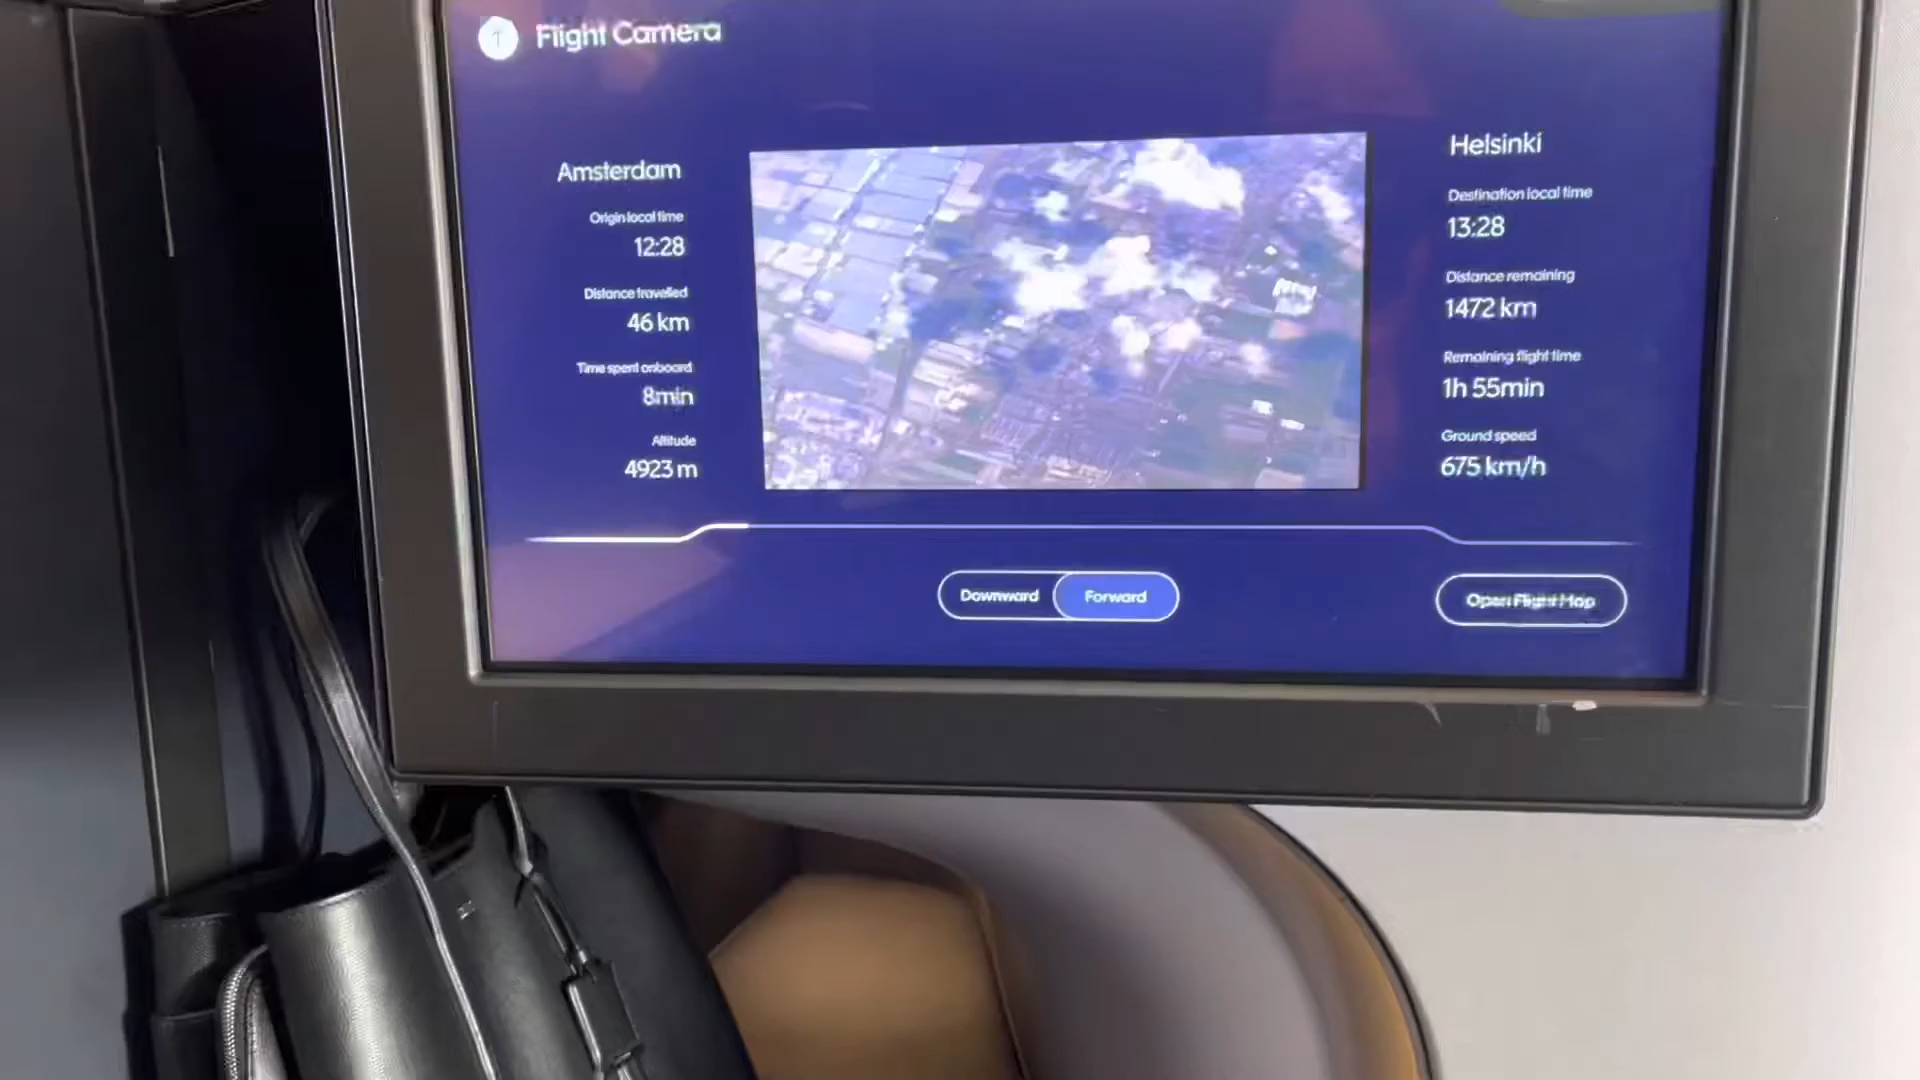 Flight Camera
Amsterdam
Origin local time
12:28
Distance travelled
46 km
Time spent onboard
8min
Altitude
4923 m
Helsinki
Destination local time
13:28
Distance remaining
1472 km
Remaining flight time
1h 55min
Ground speed
675 km/h
Downward
Forward
Open Flight Map